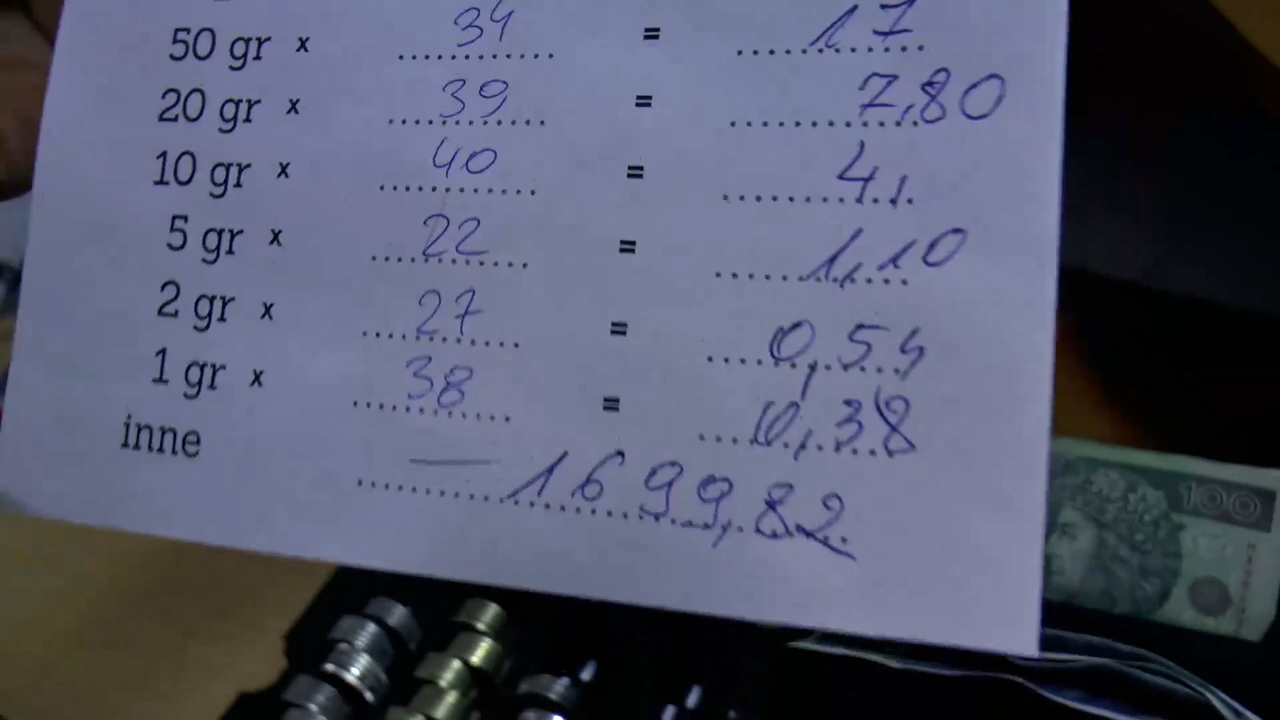 50 gr x 34 = 17
20 gr x 39 = 7,80
10 gr x 40 = 4,
5 gr x 22 = 1,10
2 gr x 27 = 0,54
1 gr x 38 = 0,38
inne — 1699,82
100